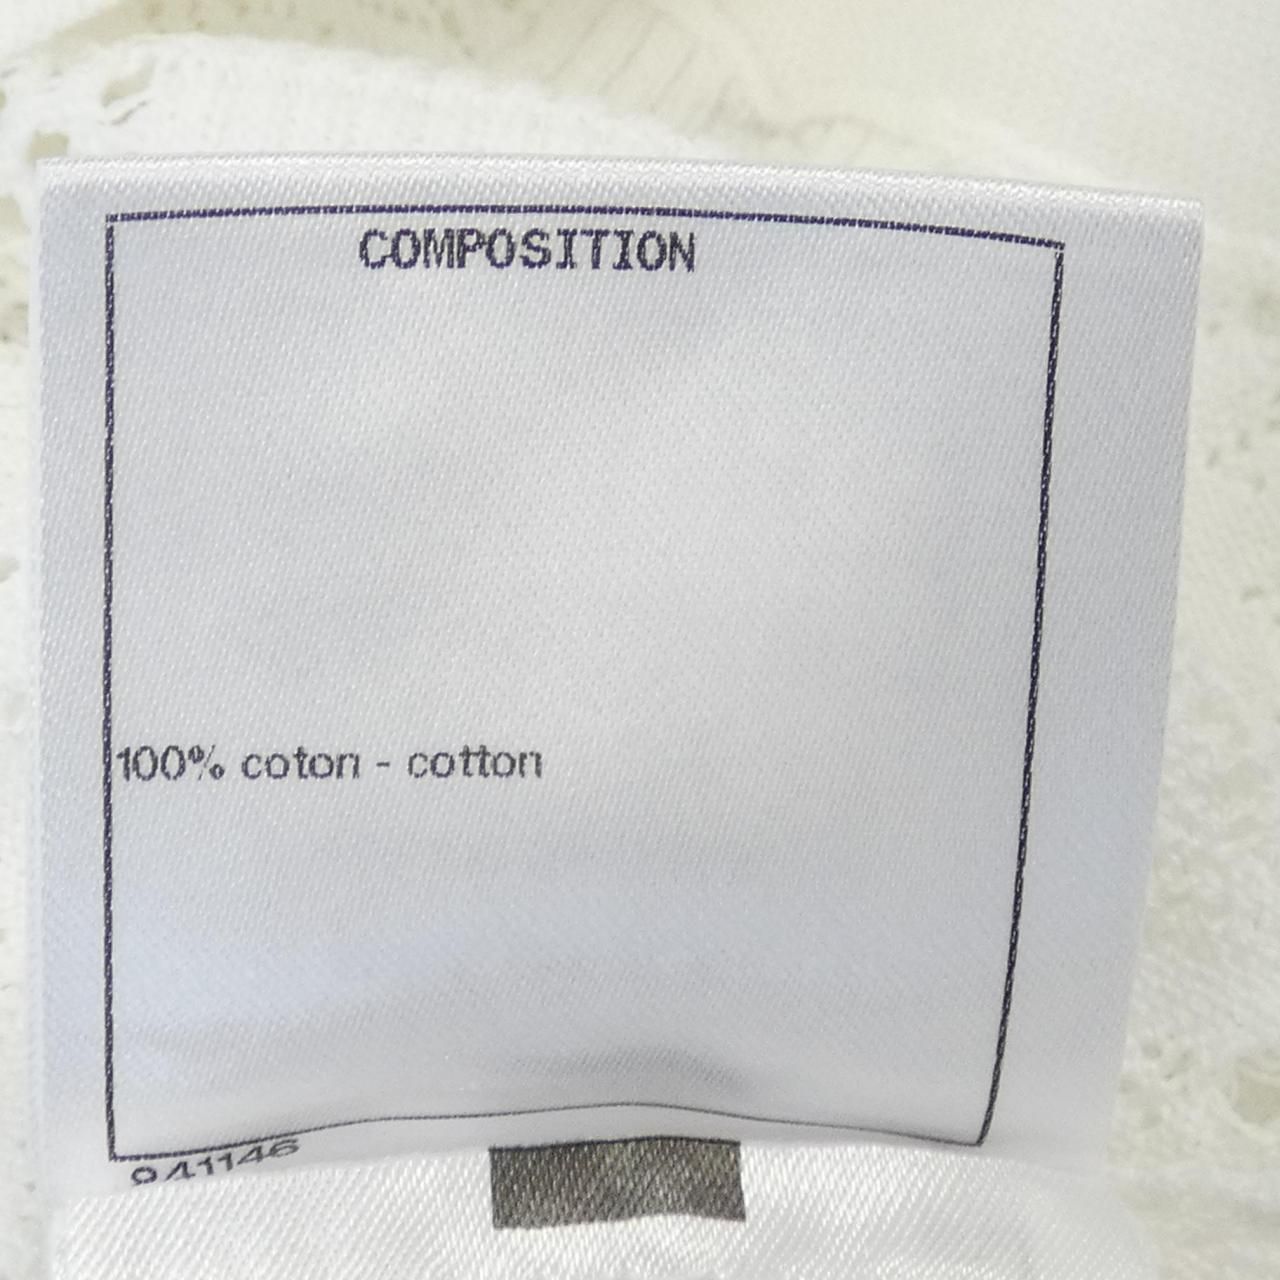 COMPOSITION
100% coton - cotton
941146